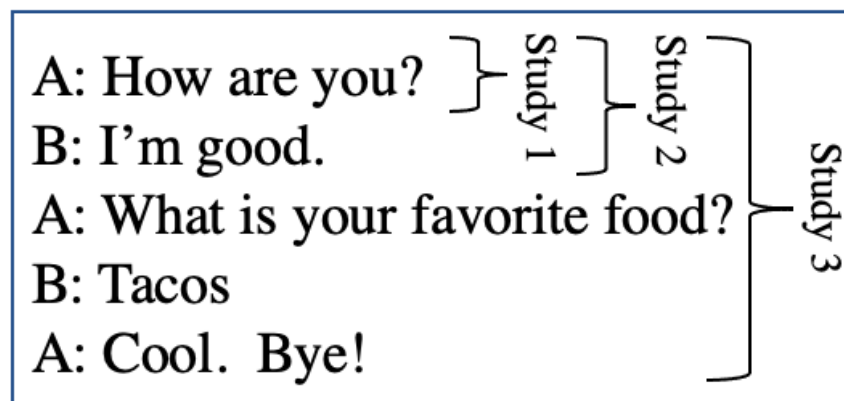 A: How are you?
B: I’m good.
A: What is your favorite food?
B: Tacos
A: Cool.  Bye!
Study 1
Study 2
Study 3